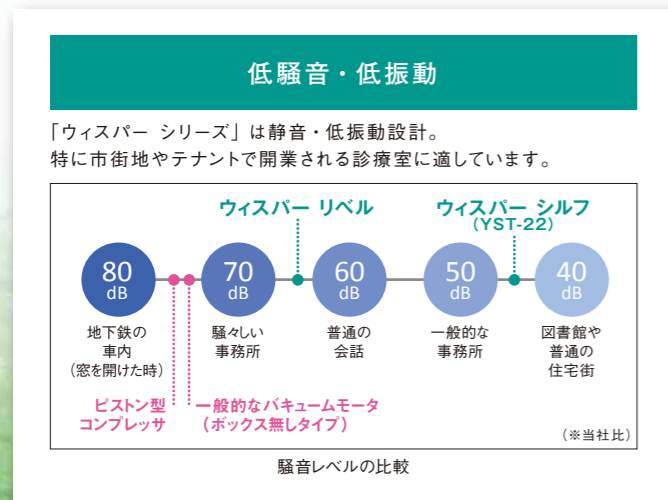 低騒音・低振動
「ウィスパー シリーズ」は静音・低振動設計。
特に市街地やテナントで開業される診療室に適しています。
ウィスパー リベル
ウィスパー シルフ
(YST-22)
80
dB
70
dB
60
dB
50
dB
40
dB
地下鉄の
車内
(窓を開けた時)
騒々しい
事務所
普通の
会話
一般的な
事務所
図書館や
普通の
住宅街
ピストン型
コンプレッサ
一般的なバキュームモータ
(ボックス無しタイプ)
(※当社比)
騒音レベルの比較